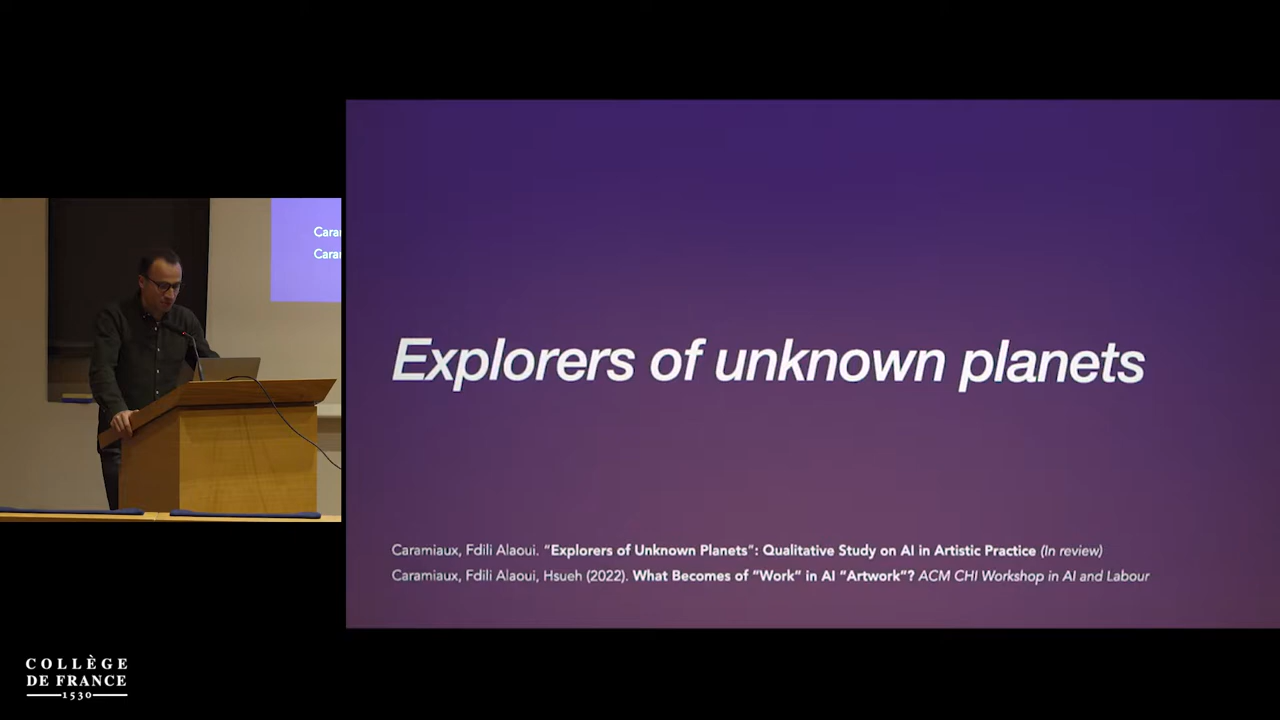 Carar
Carar
Explorers of unknown planets
Caramiaux, Fdili Alaoui. "Explorers of Unknown Planets": Qualitative Study on AI in Artistic Practice (In review)
Caramiaux, Fdili Alaoui, Hsueh (2022). What Becomes of "Work" in AI "Artwork"? ACM CHI Workshop in AI and Labour
COLLÈGE
DE FRANCE
1530